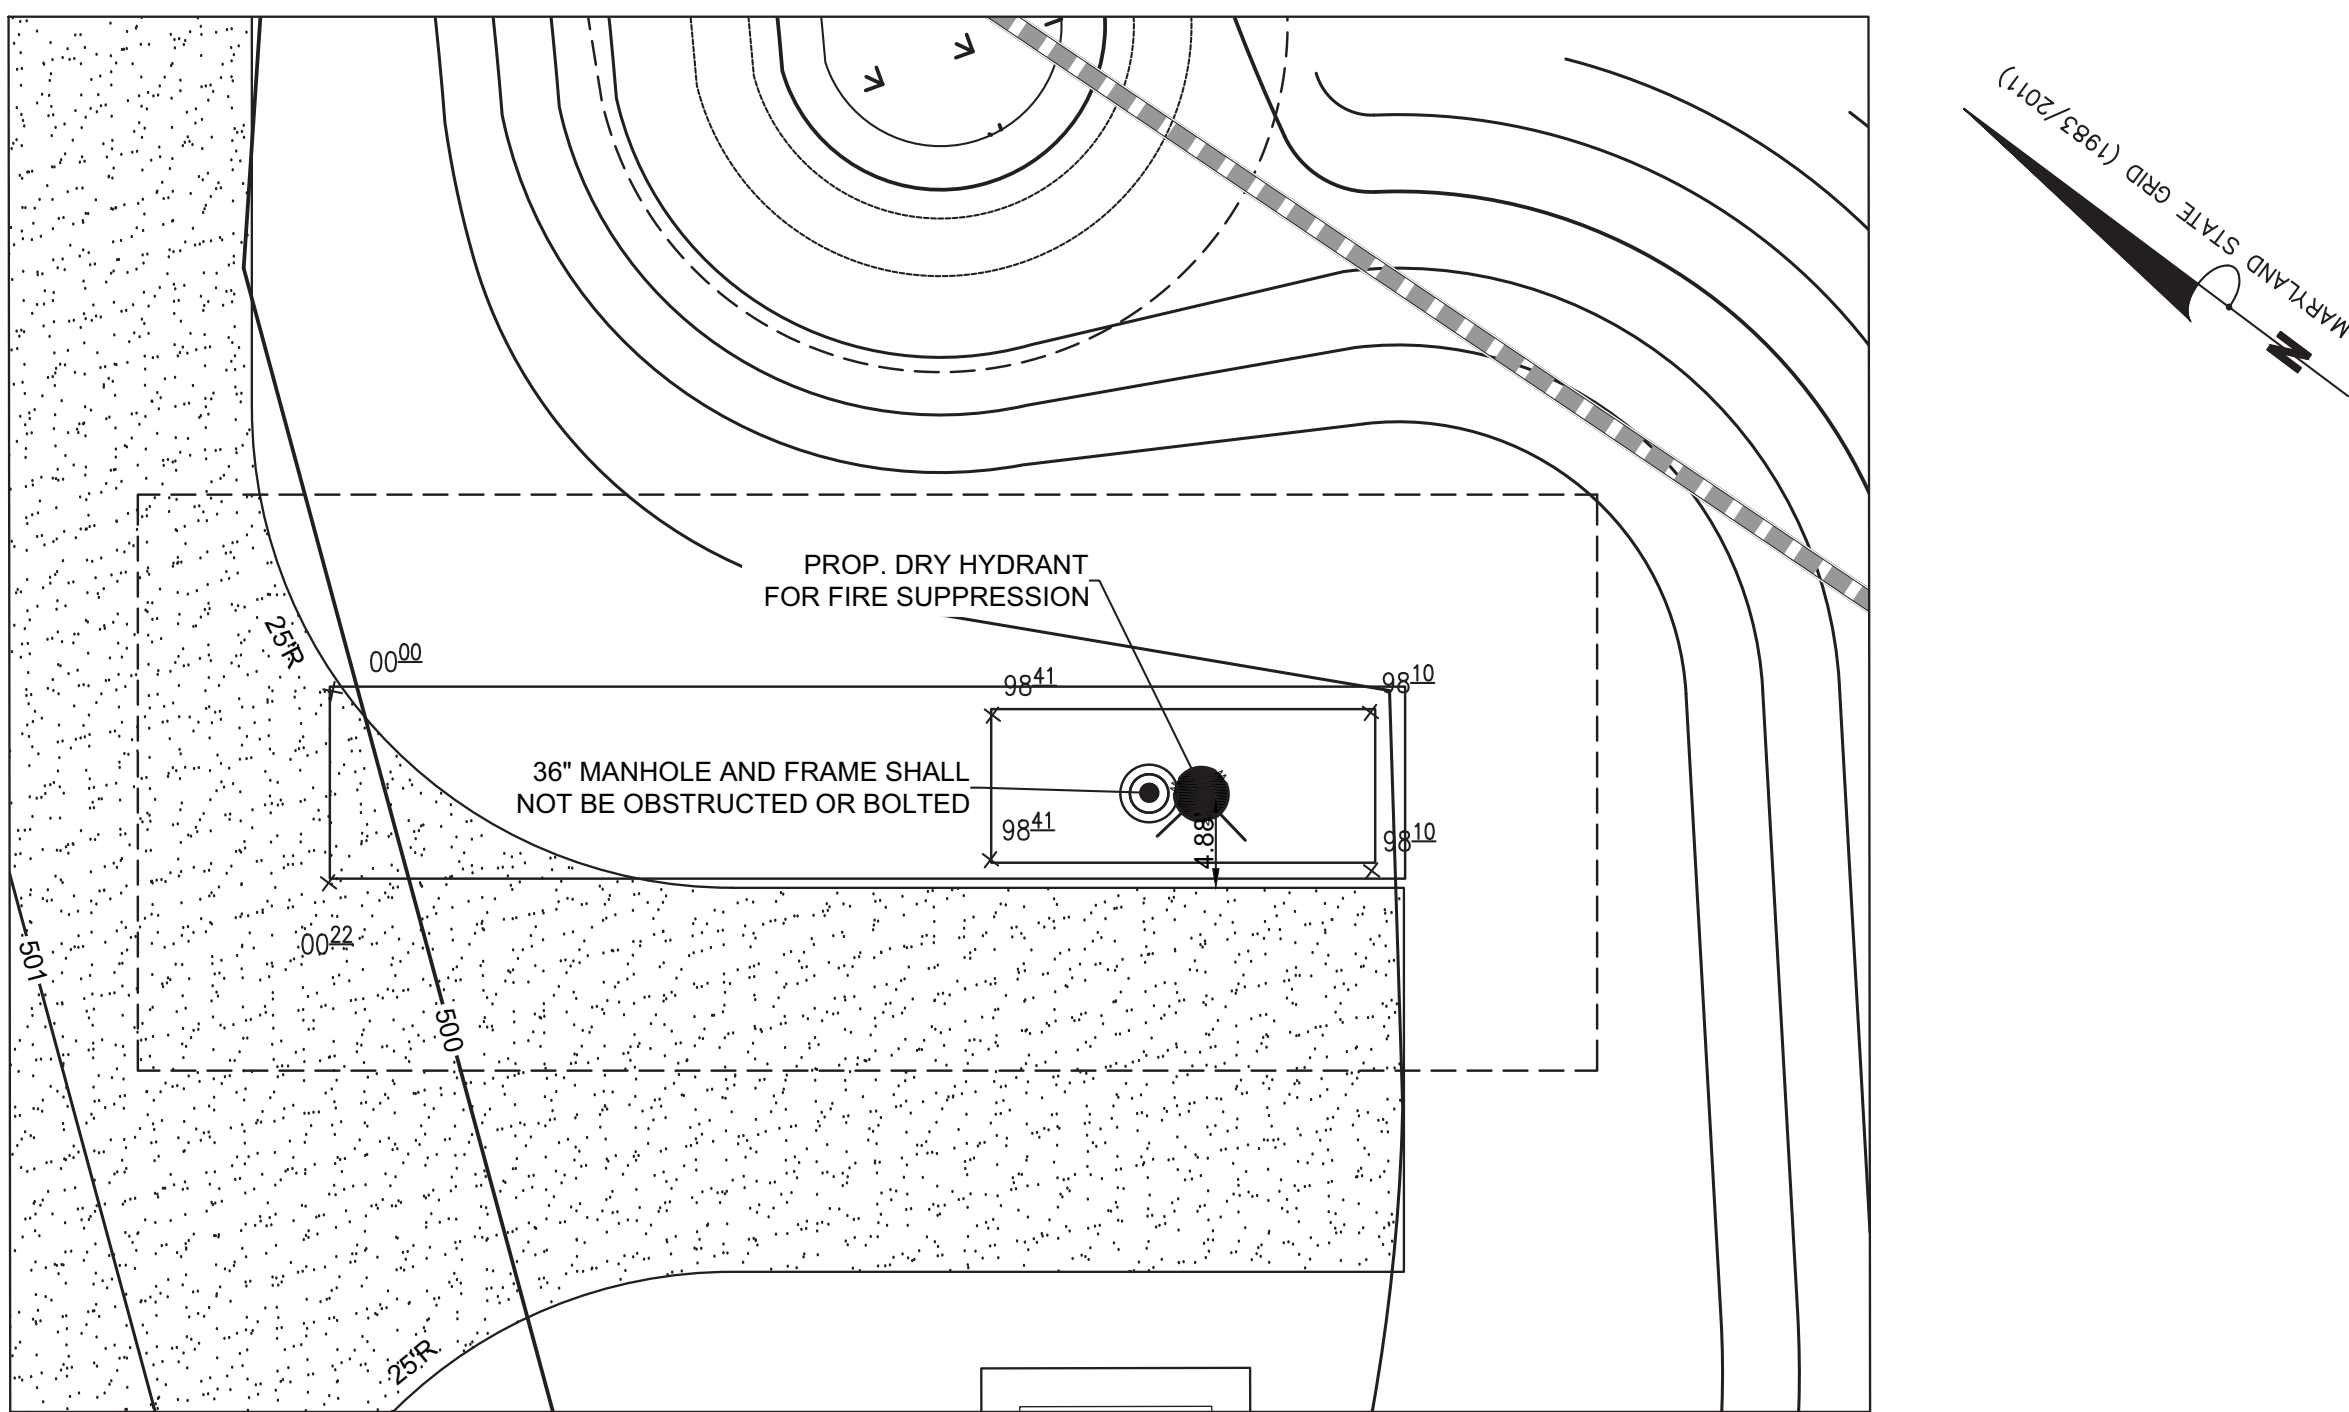 MARYLAND STATE GRID (1983/2011)
N
PROP. DRY HYDRANT
FOR FIRE SUPPRESSION
25'R
00 00
98 41
98 10
36" MANHOLE AND FRAME SHALL
NOT BE OBSTRUCTED OR BOLTED
98 41
98 10
4.88'
00 22
501
500
25'R